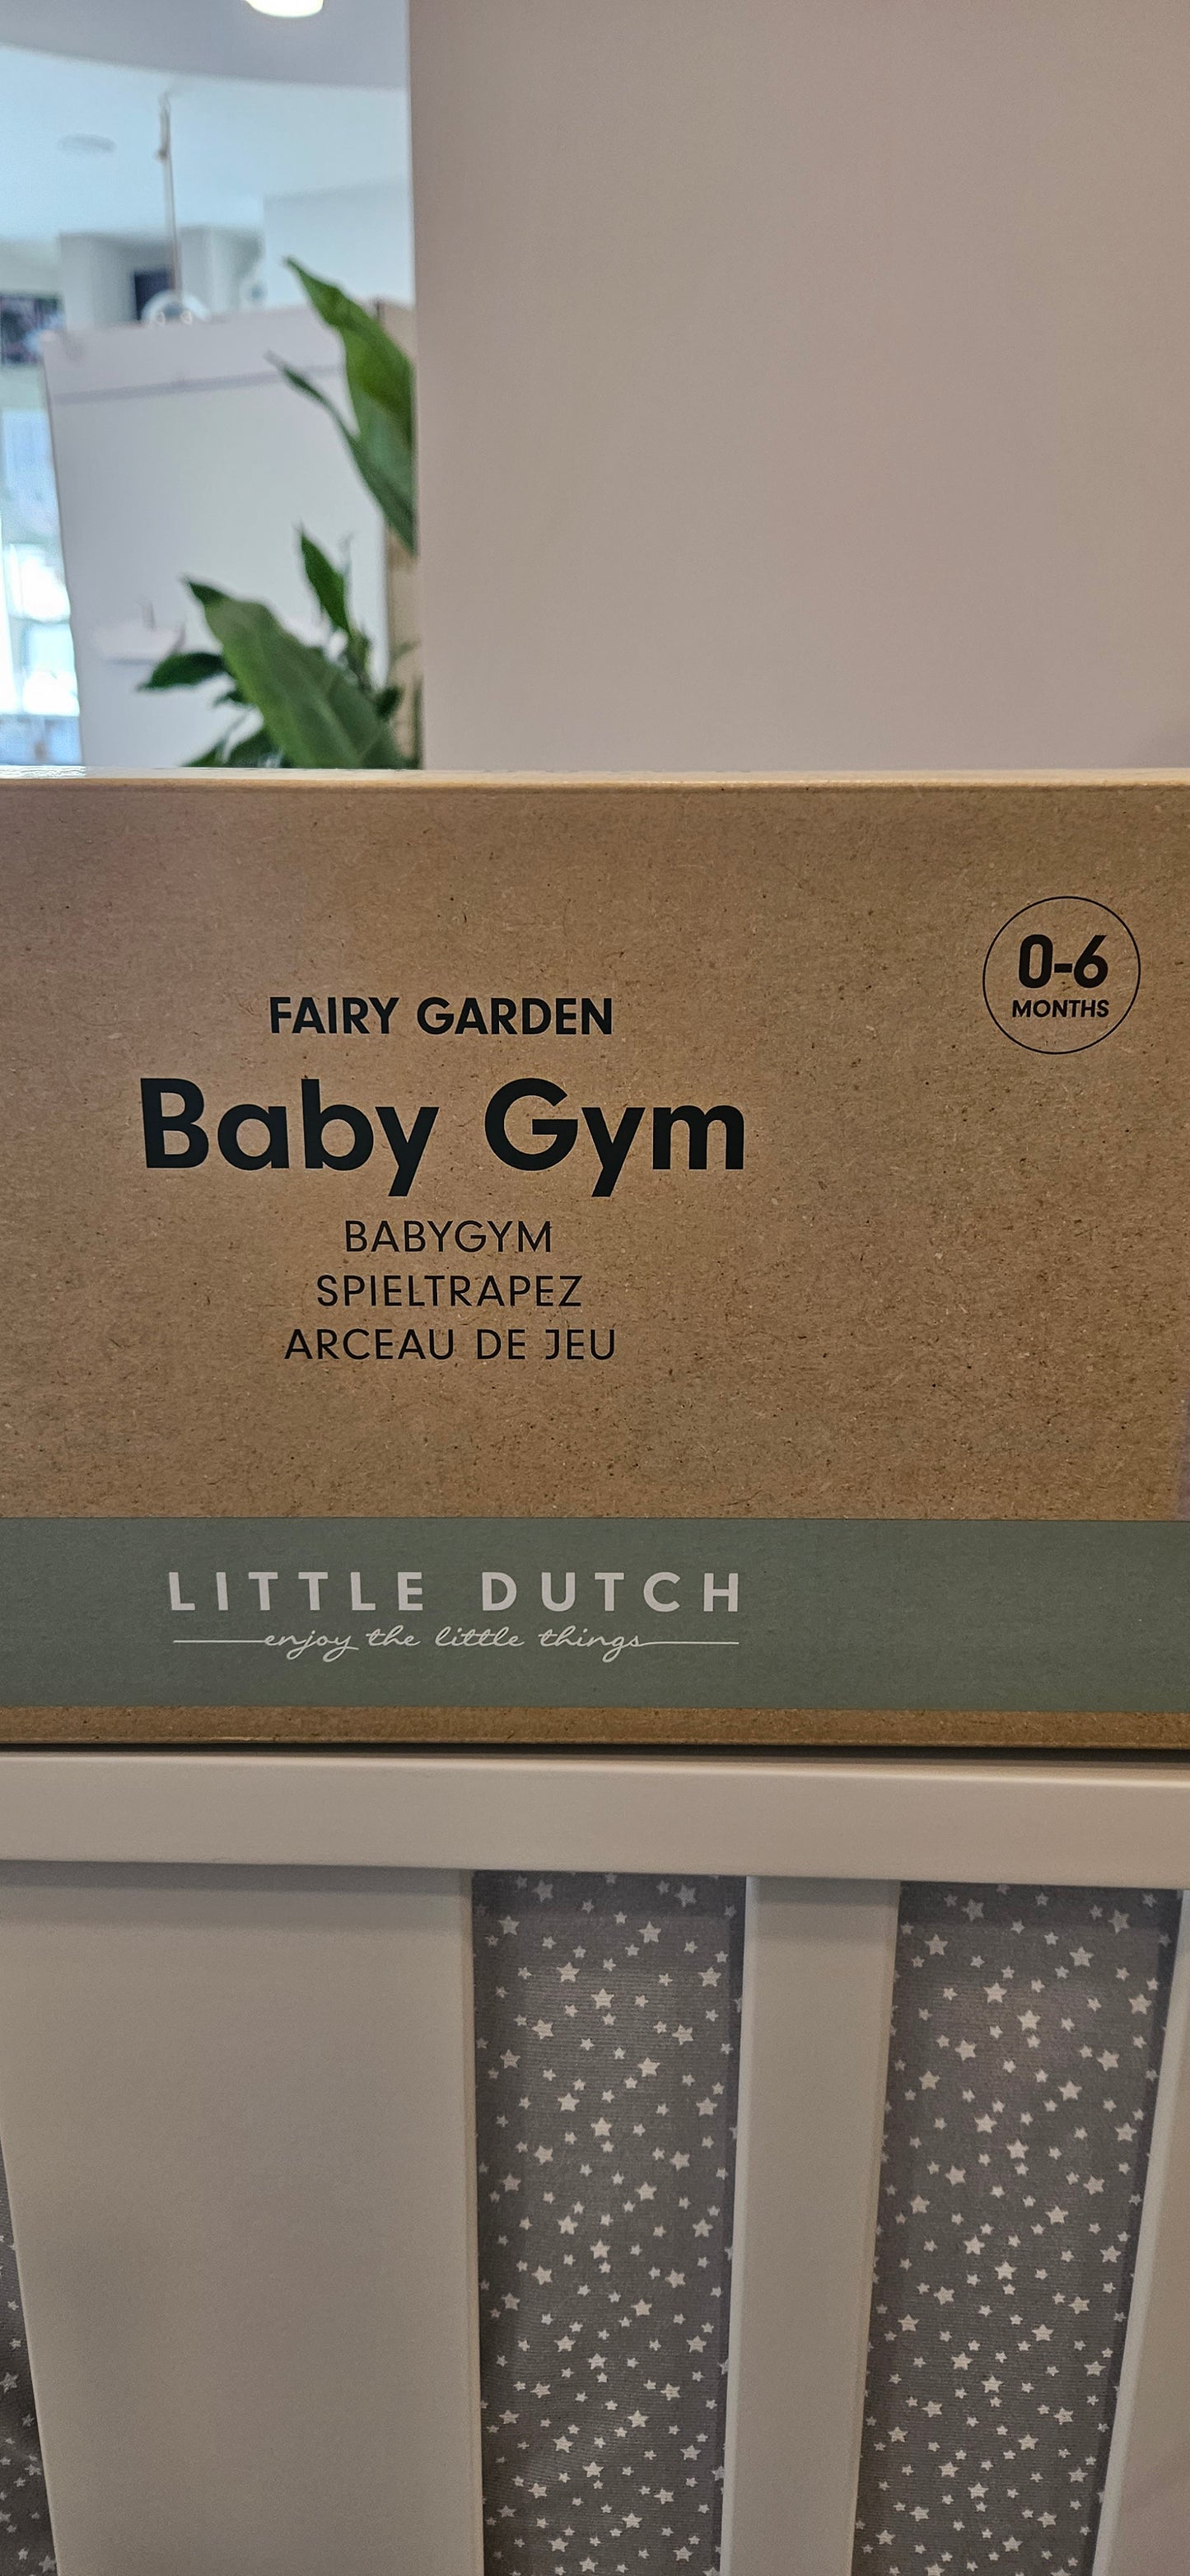 0-6
MONTHS
FAIRY GARDEN
Baby Gym
BABYGYM
SPIELTRAPEZ
ARCEAU DE JEU
LITTLE DUTCH
enjoy the little things